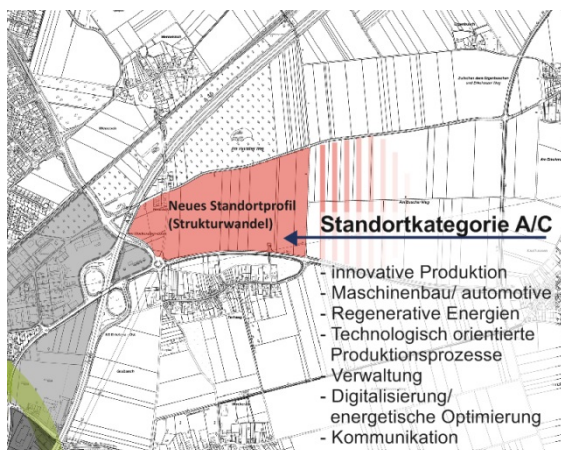 Neues Standortprofil
(Strukturwandel)
Standortkategorie A/C
- innovative Produktion
- Maschinenbau/ automotive
- Regenerative Energien
- Technologisch orientierte
Produktionsprozesse
Verwaltung
- Digitalisierung/
energetische Optimierung
- Kommunikation